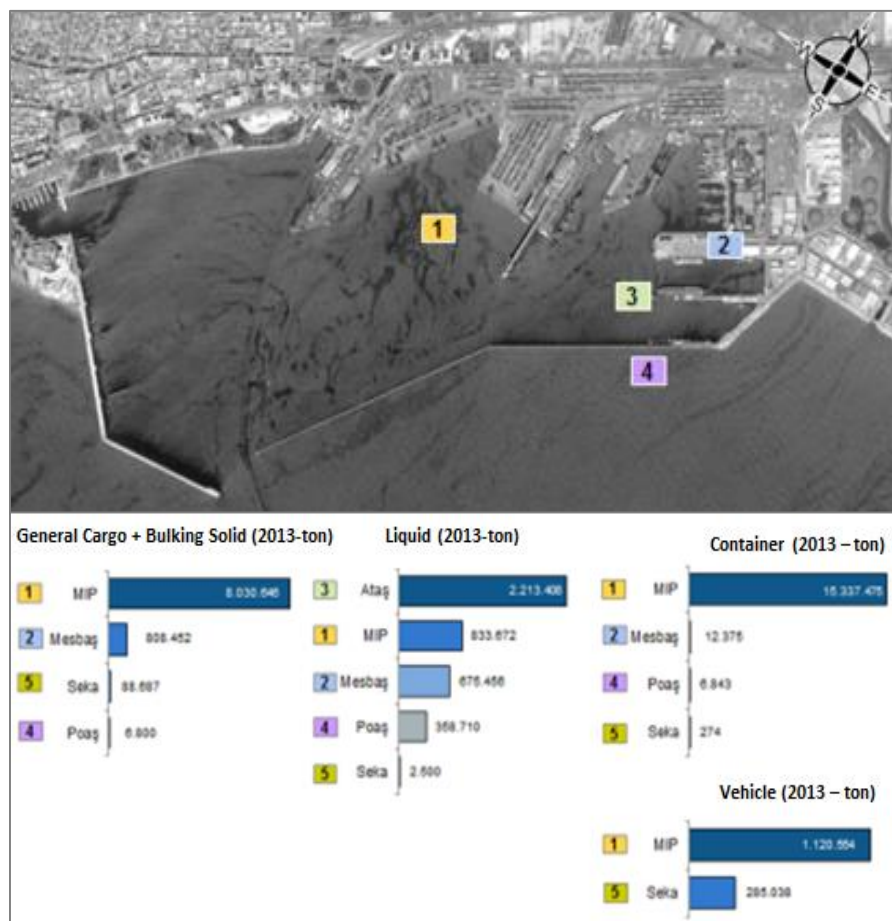 N
W
E
S
1
2
3
4
General Cargo + Bulking Solid (2013-ton)
1 MIP 8.030.646
2 Mesbaş 808.452
5 Seka 88.687
4 Poaş 6.800
Liquid (2013-ton)
3 Ataş 2.213.406
1 MIP 833.672
2 Mesbaş 676.456
4 Poaş 358.710
5 Seka 2.500
Container (2013 – ton)
1 MIP
2 Mesbaş 12.375
4 Poaş 6.843
5 Seka 274
Vehicle (2013 – ton)
1 MIP 1.120.554
5 Seka 285.038